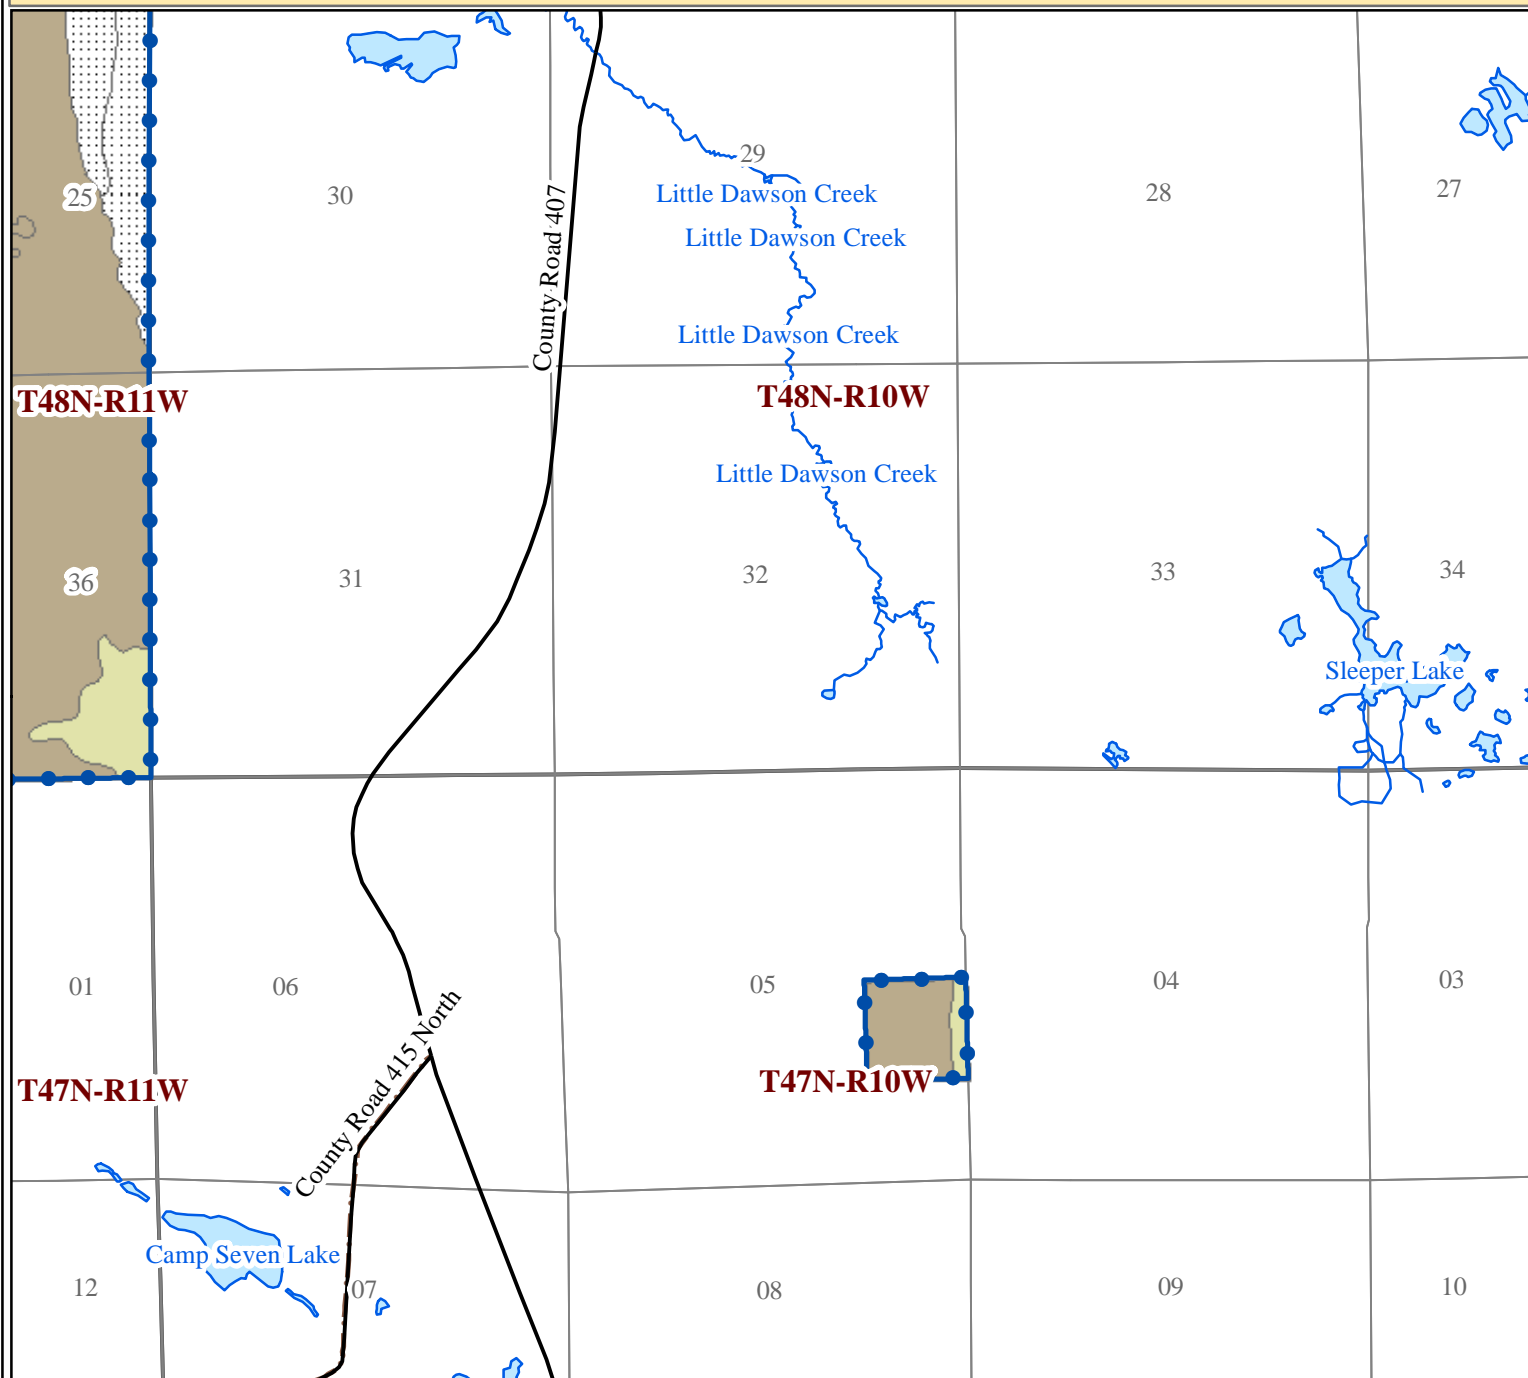 29
25
30
Little Dawson Creek
28
27
County Road 407
Little Dawson Creek
Little Dawson Creek
T48N-R11W
T48N-R10W
Little Dawson Creek
36
31
32
33
34
Sleeper Lake
01
06
05
04
03
County Road 415 North
T47N-R11W
T47N-R10W
Camp Seven Lake
12
07
08
09
10